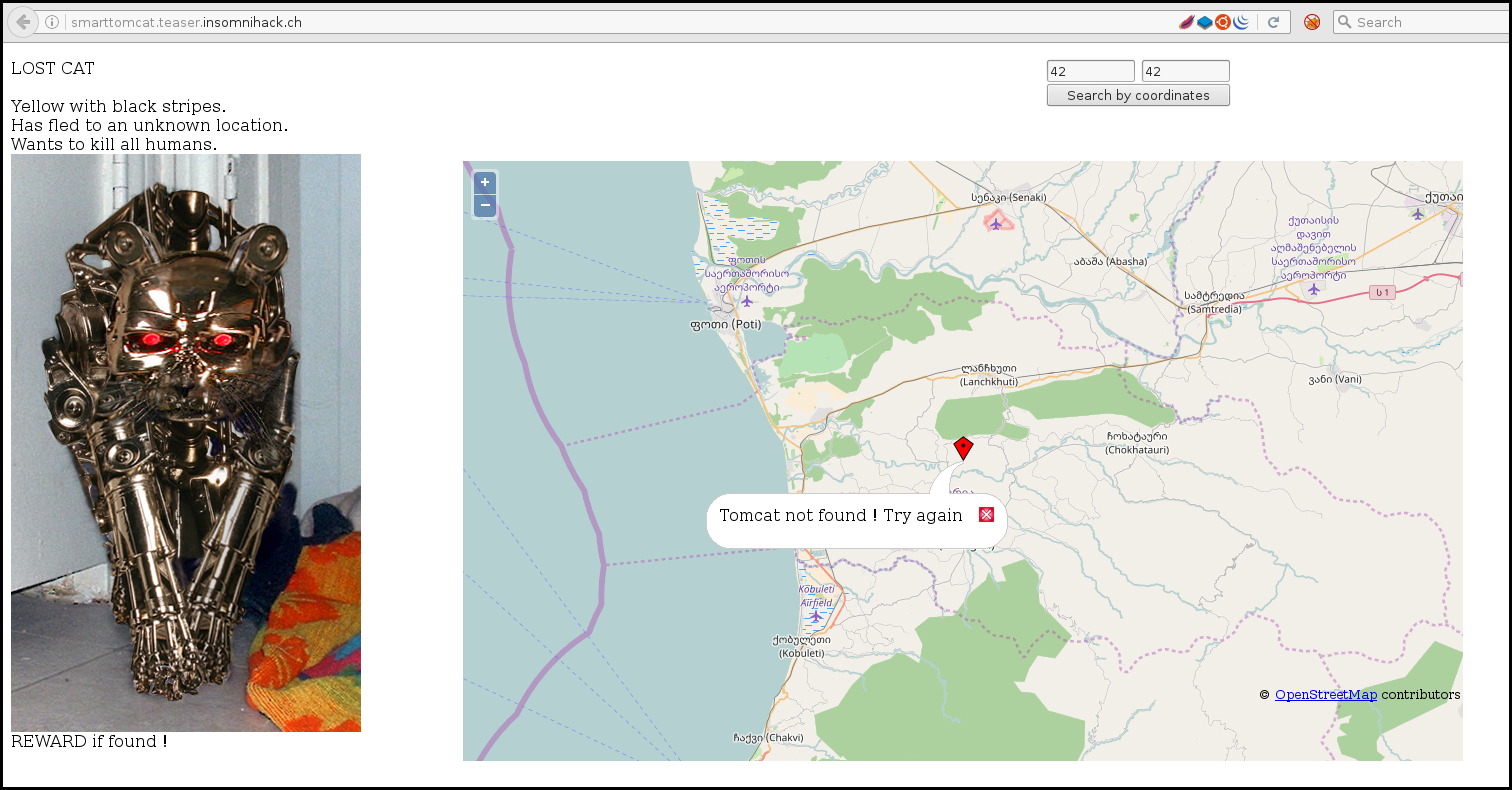 smarttomcat.teaser.insomnihack.ch
Search
LOST CAT
Yellow with black stripes.
Has fled to an unknown location.
Wants to kill all humans.
42 42
Search by coordinates
+
−
სენაკი (Senaki)
ქუთაისის
დავით
აღმაშენებელის
საერთაშორისო
აეროპორტი
აბაშა (Abasha)
ფოთის
საერთაშორისო
აეროპორტი
ს 1
სამტრედია
(Samtredia)
ფოთი (Poti)
ლანჩხუთი
(Lanchkhuti)
ვანი (Vani)
ჩოხატაური
(Chokhatauri)
Tomcat not found ! Try again
Kobuleti
Airfield
ქობულეთი
(Kobuleti)
© OpenStreetMap contributors
ჩაქვი (Chakvi)
REWARD if found !